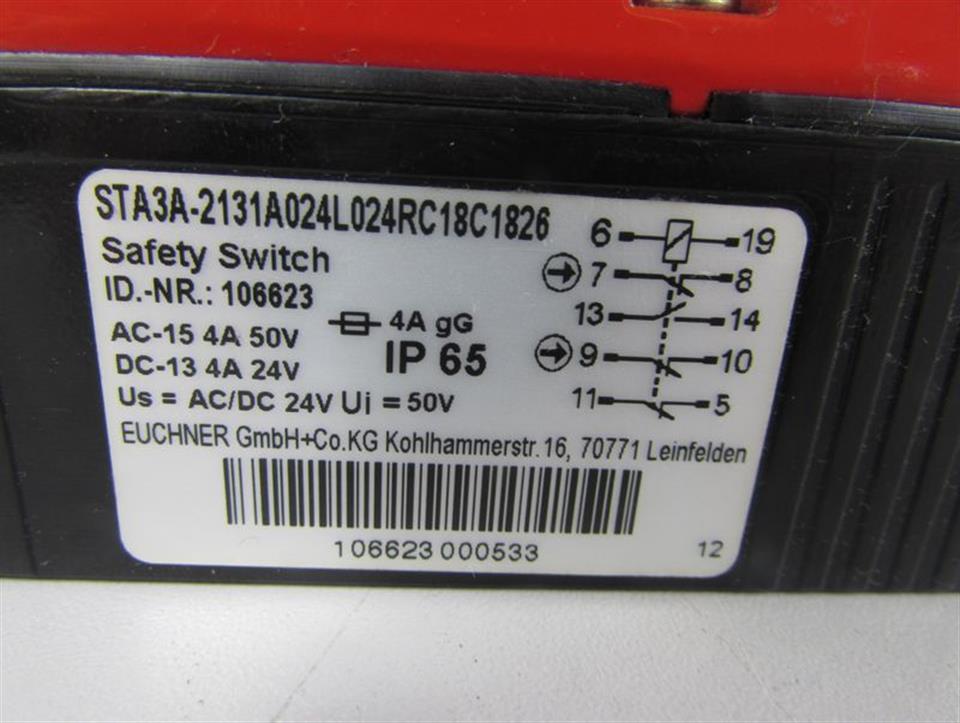 STA3A-2131A024L024RC18C1826
Safety Switch
ID.-NR.: 106623
AC-15 4A 50V
4A gG
DC-13 4A 24V
IP 65
Us = AC/DC 24V Ui = 50V
6 19
7 8
13 14
9 10
11 5
EUCHNER GmbH+Co.KG Kohlhammerstr.16, 70771 Leinfelden
106623 000533
12